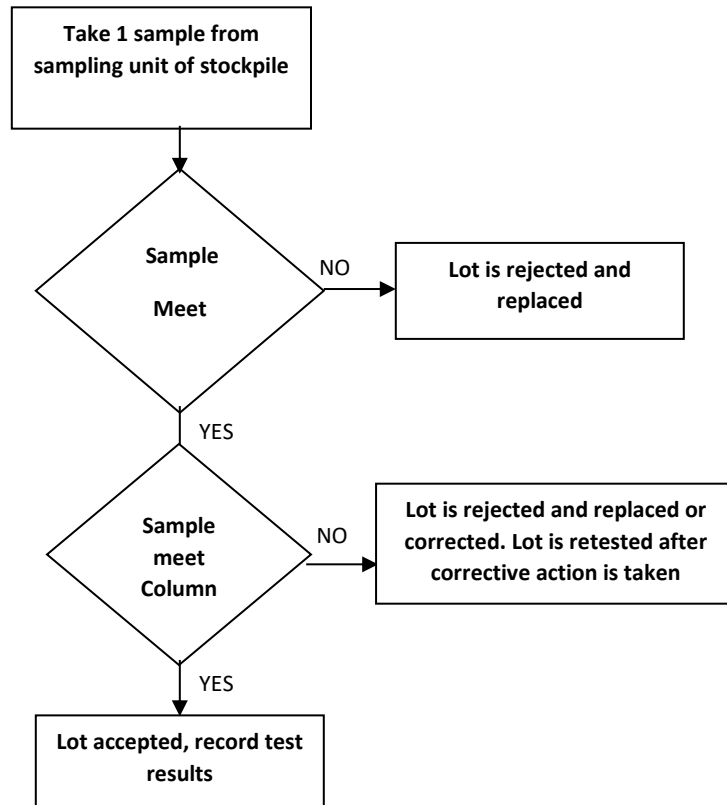 Take 1 sample from
sampling unit of stockpile
Sample
Meet
NO
Lot is rejected and
replaced
YES
Sample
meet
Column
NO
Lot is rejected and replaced or
corrected. Lot is retested after
corrective action is taken
YES
Lot accepted, record test
results